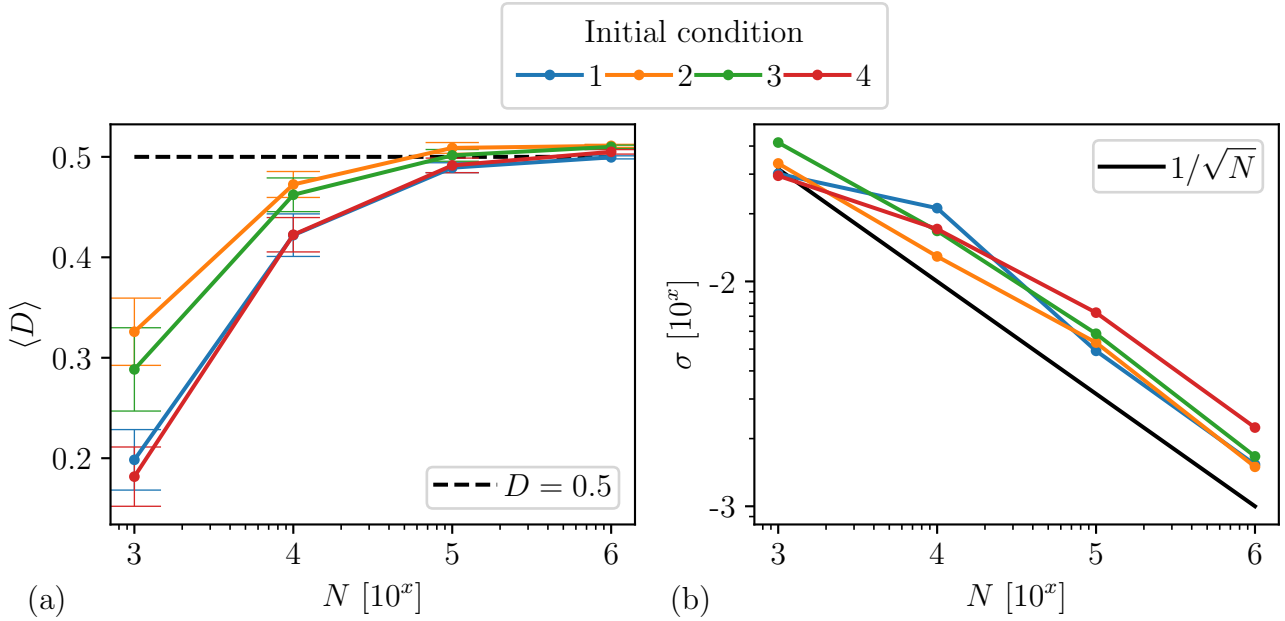 Initial condition
1 2 3 4
0.5
0.4
0.3
0.2
⟨D⟩
D = 0.5
3 4 5 6
N [10^x]
(a)
1/√N
-2
-3
σ [10^x]
3 4 5 6
N [10^x]
(b)